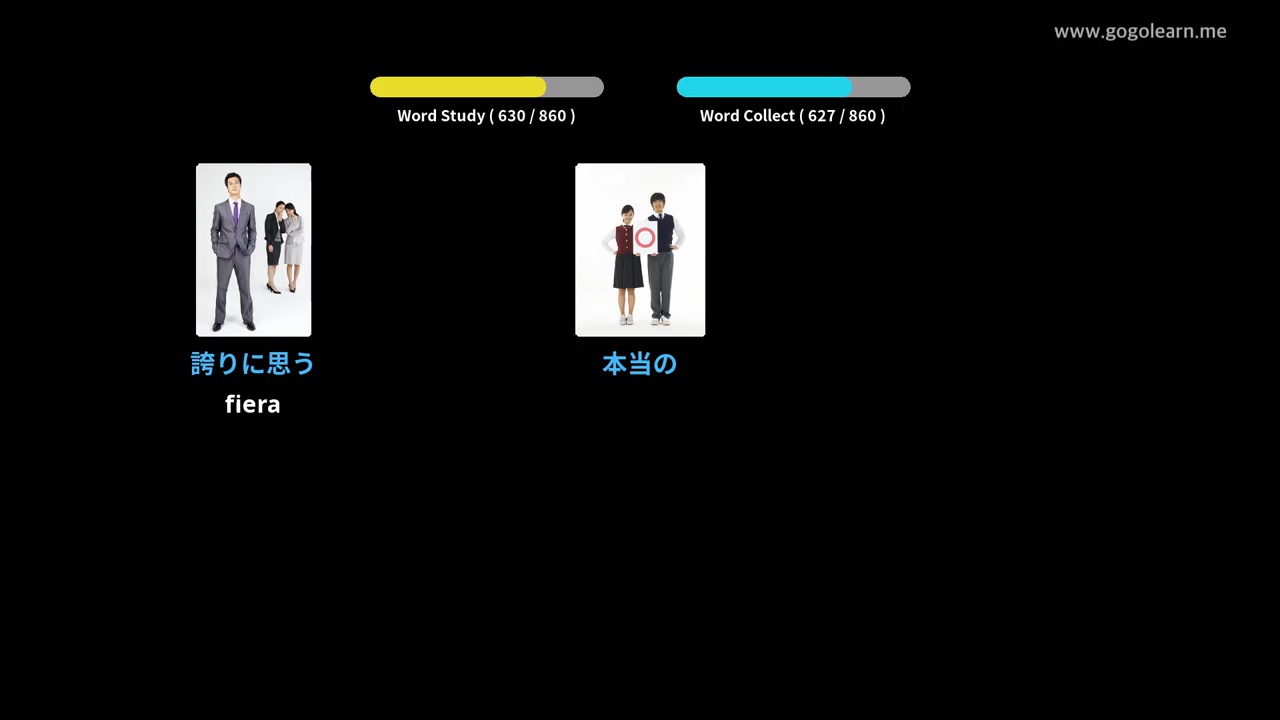 www.gogolearn.me
Word Study ( 630 / 860 )
Word Collect ( 627 / 860 )
誇りに思う
本当の
fiera